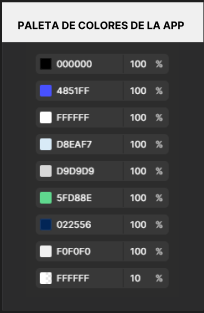 PALETA DE COLORES DE LA APP
000000 100 %
4851FF 100 %
FFFFFF 100 %
D8EAF7 100 %
D9D9D9 100 %
5FD88E 100 %
022556 100 %
F0F0F0 100 %
FFFFFF 10 %